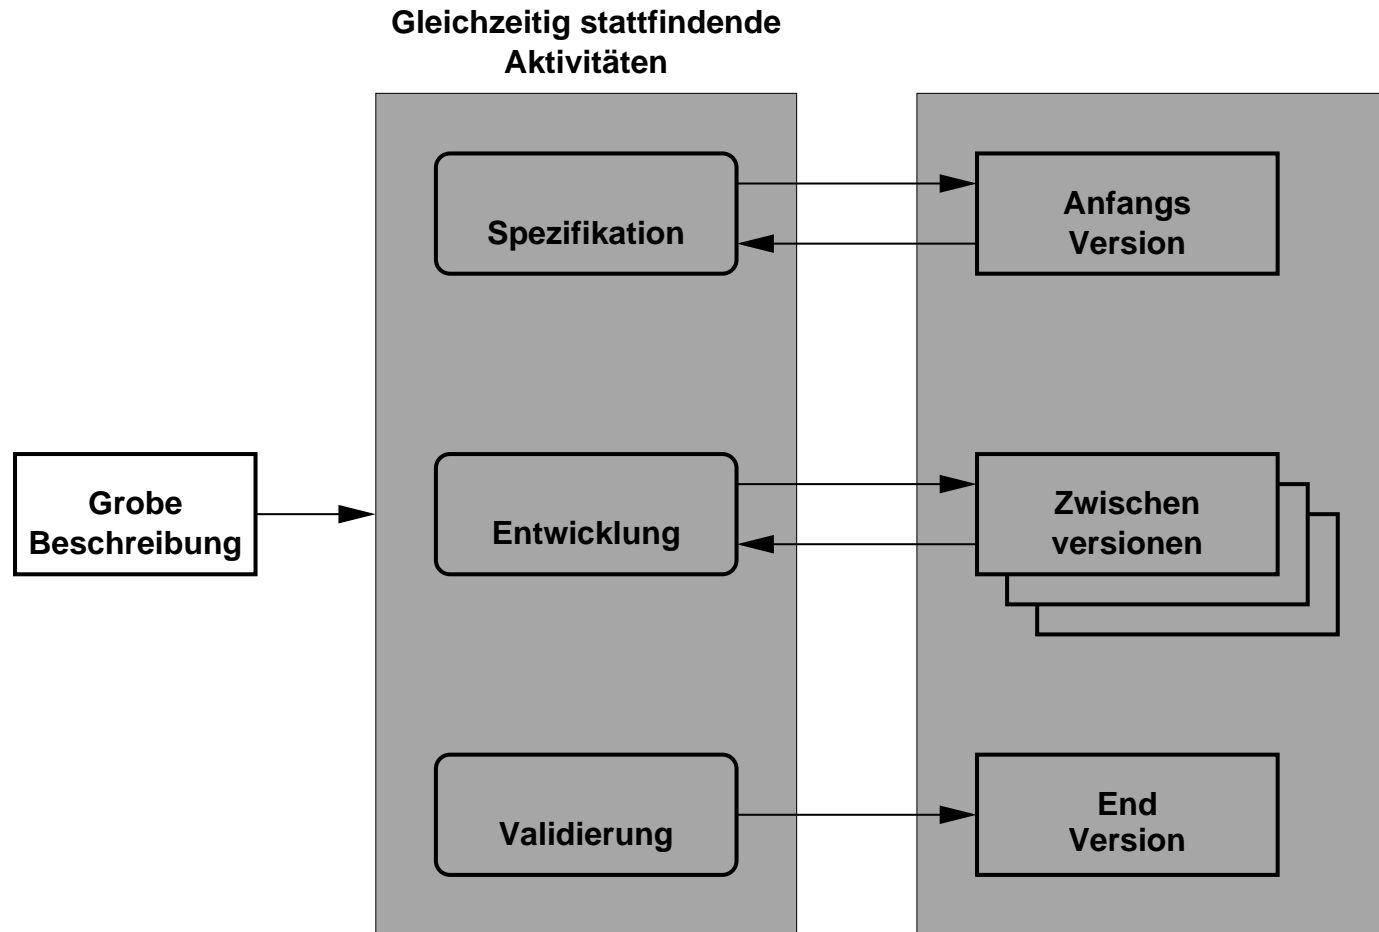 Gleichzeitig stattfindende
Aktivitäten
Spezifikation
Anfangs
Version
Grobe
Beschreibung
Entwicklung
Zwischen
versionen
Validierung
End
Version